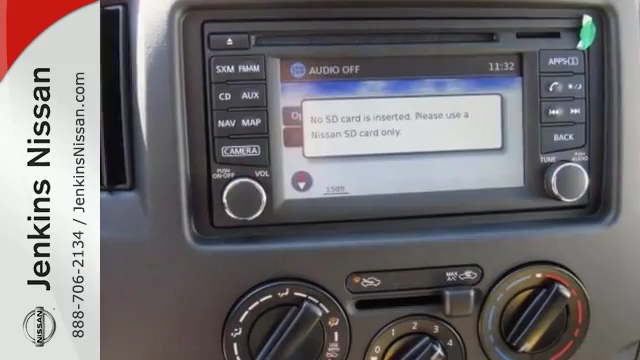 Jenkins Nissan
888-706-2134 / JenkinsNissan.com
NISSAN
SXM FM·AM
CD AUX
NAV MAP
CAMERA
PUSH ON·OFF VOL
AUDIO OFF 11:32
No SD card is inserted. Please use a
Nissan SD card only.
1500ft
APPS(i)
BACK
TUNE PUSH AUDIO
MAX A/C
0 1 2 3 4